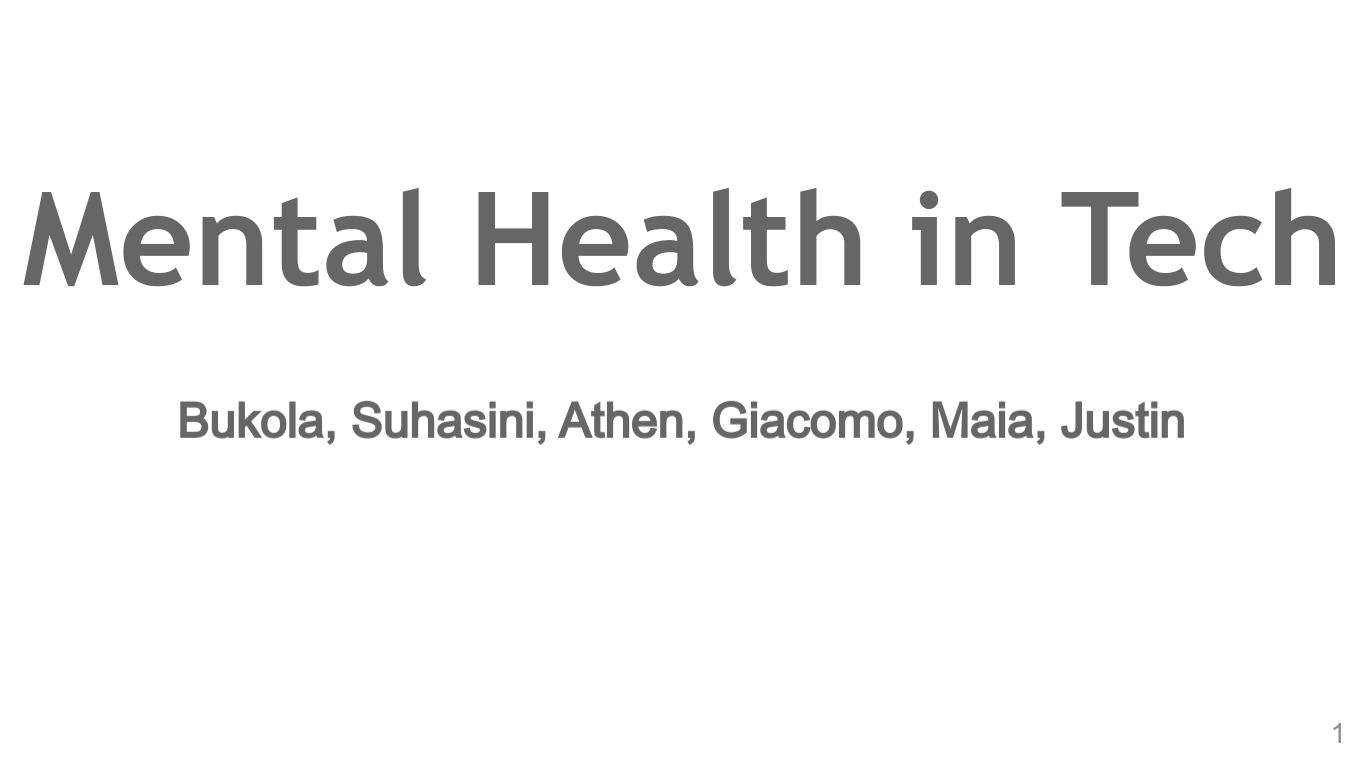 Mental Health in Tech
Bukola, Suhasini, Athen, Giacomo, Maia, Justin
1